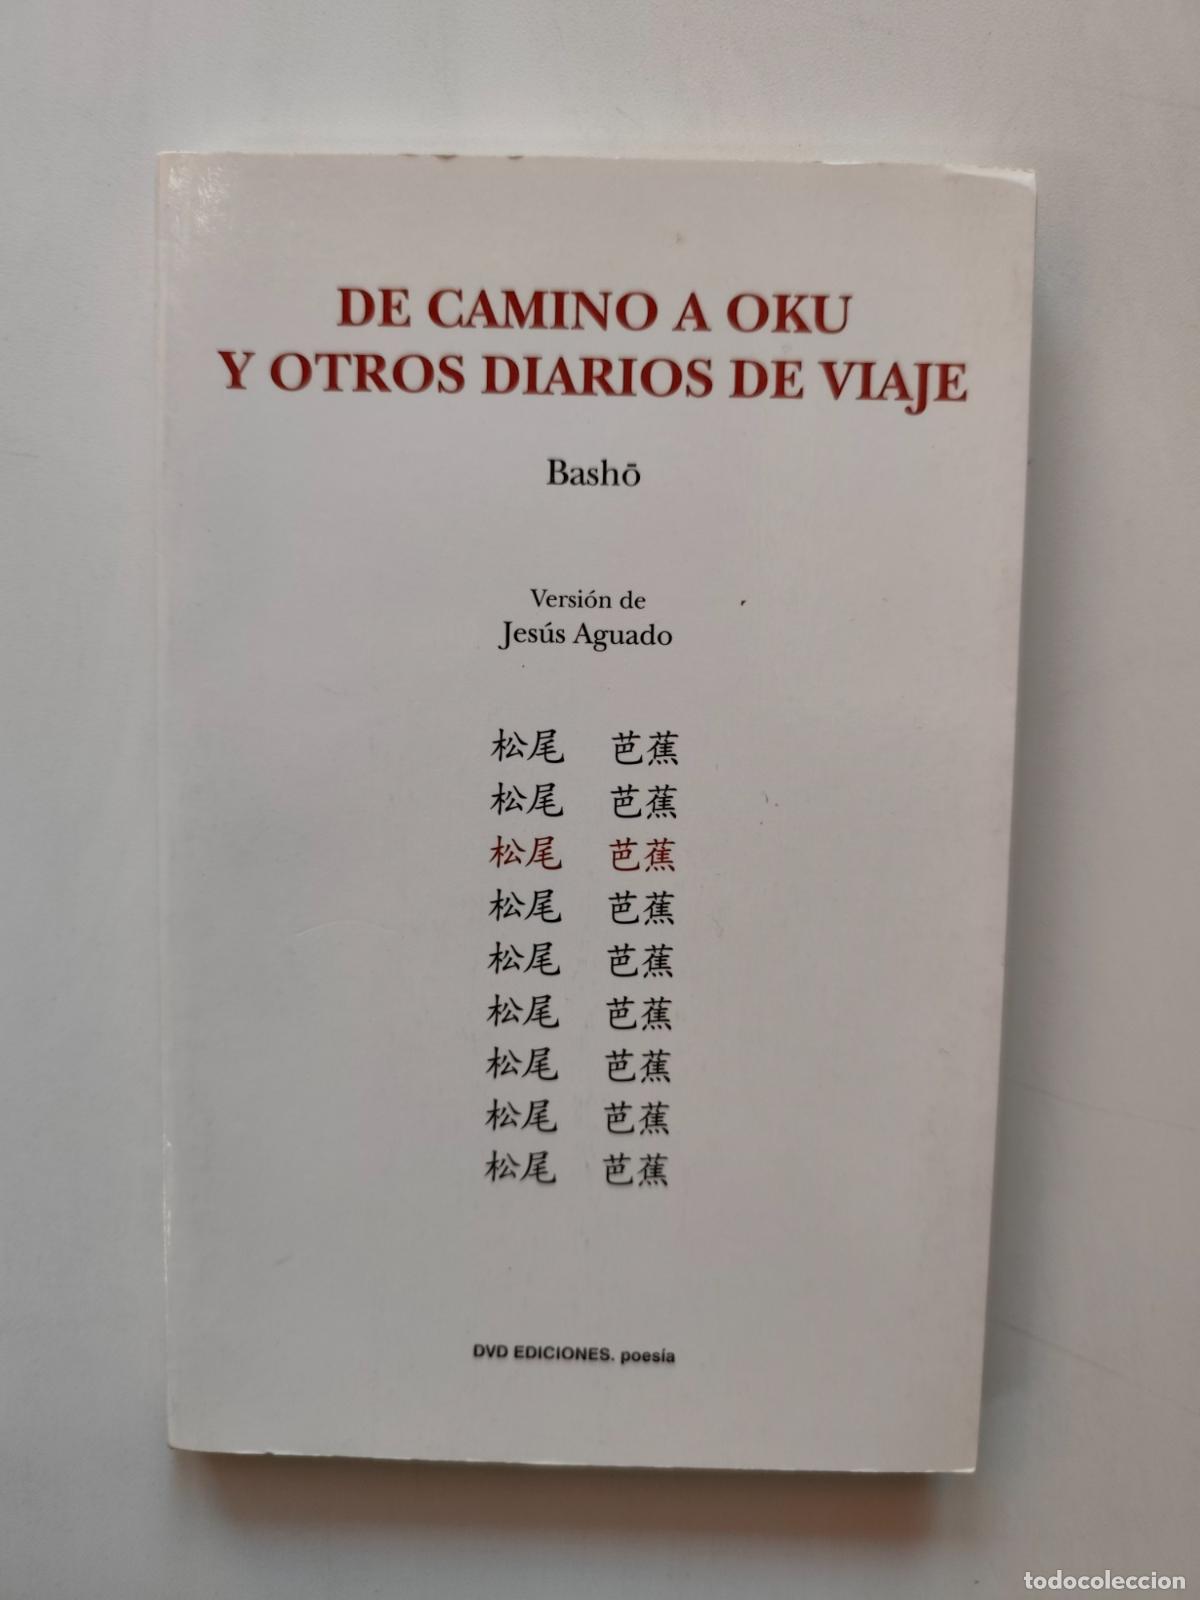 DE CAMINO A OKU
Y OTROS DIARIOS DE VIAJE
Bashō
Versión de
Jesús Aguado
松尾 芭蕉
松尾 芭蕉
松尾 芭蕉
松尾 芭蕉
松尾 芭蕉
松尾 芭蕉
松尾 芭蕉
松尾 芭蕉
松尾 芭蕉
DVD EDICIONES. poesía
todocoleccion